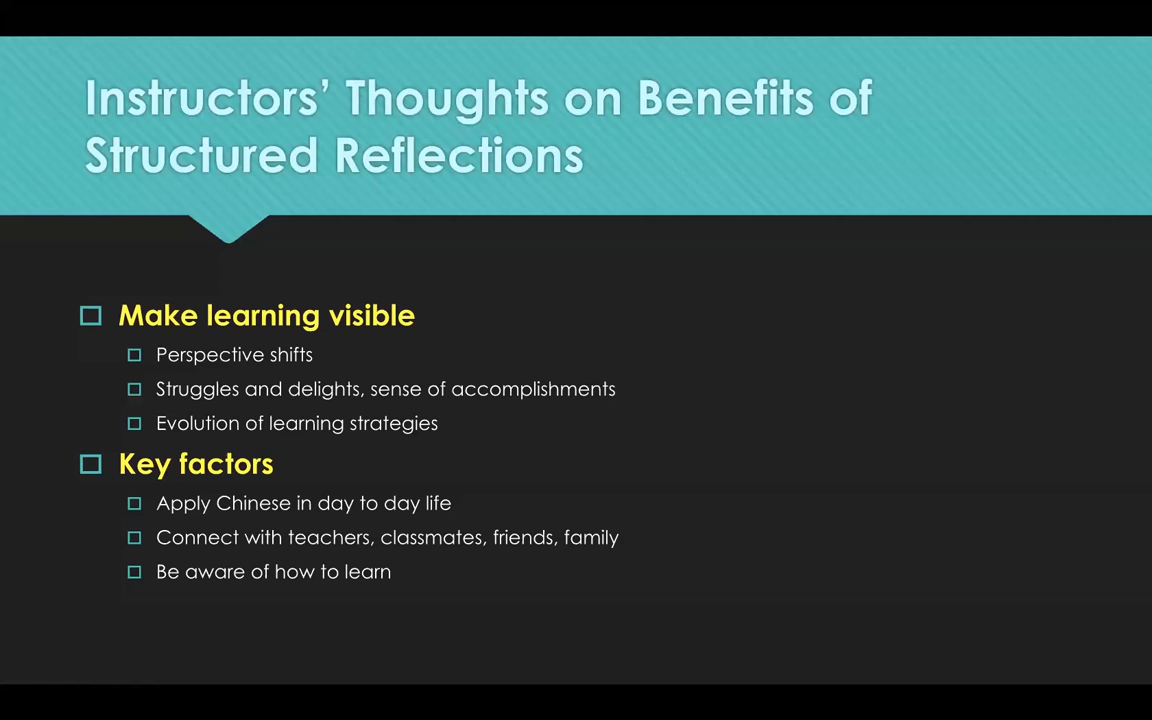 Instructors’ Thoughts on Benefits of
Structured Reflections
Make learning visible
Perspective shifts
Struggles and delights, sense of accomplishments
Evolution of learning strategies
Key factors
Apply Chinese in day to day life
Connect with teachers, classmates, friends, family
Be aware of how to learn